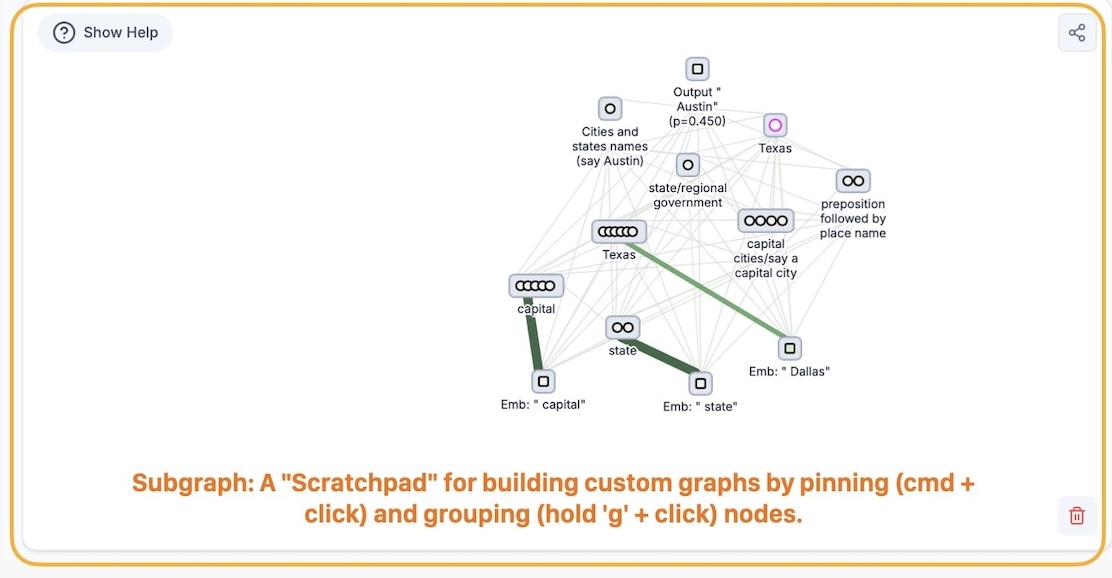 Show Help
Output "
Austin"
(p=0.450)
Cities and
states names
(say Austin)
Texas
state/regional
government
preposition
followed by
place name
Texas
capital
cities/say a
capital city
capital
state
Emb: " Dallas"
Emb: " capital"
Emb: " state"
Subgraph: A "Scratchpad" for building custom graphs by pinning (cmd +
click) and grouping (hold 'g' + click) nodes.